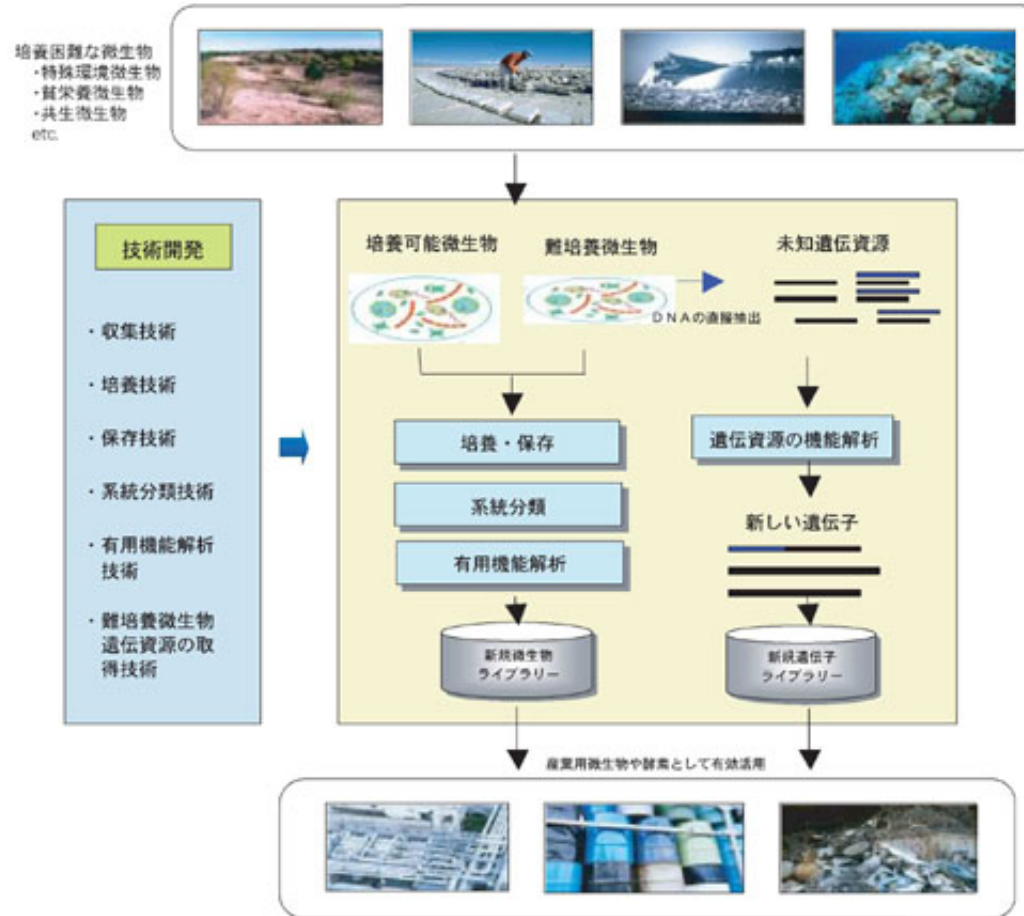 培養困難な微生物
・特殊環境微生物
・貧栄養微生物
・共生微生物
etc.
技術開発
・収集技術
・培養技術
・保存技術
・系統分類技術
・有用機能解析
技術
・難培養微生物
遺伝資源の取
得技術
培養可能微生物
難培養微生物
未知遺伝資源
DNAの直接抽出
培養・保存
系統分類
有用機能解析
遺伝資源の機能解析
新しい遺伝子
新規微生物
ライブラリー
新規遺伝子
ライブラリー
産業用微生物や酵素として有効活用